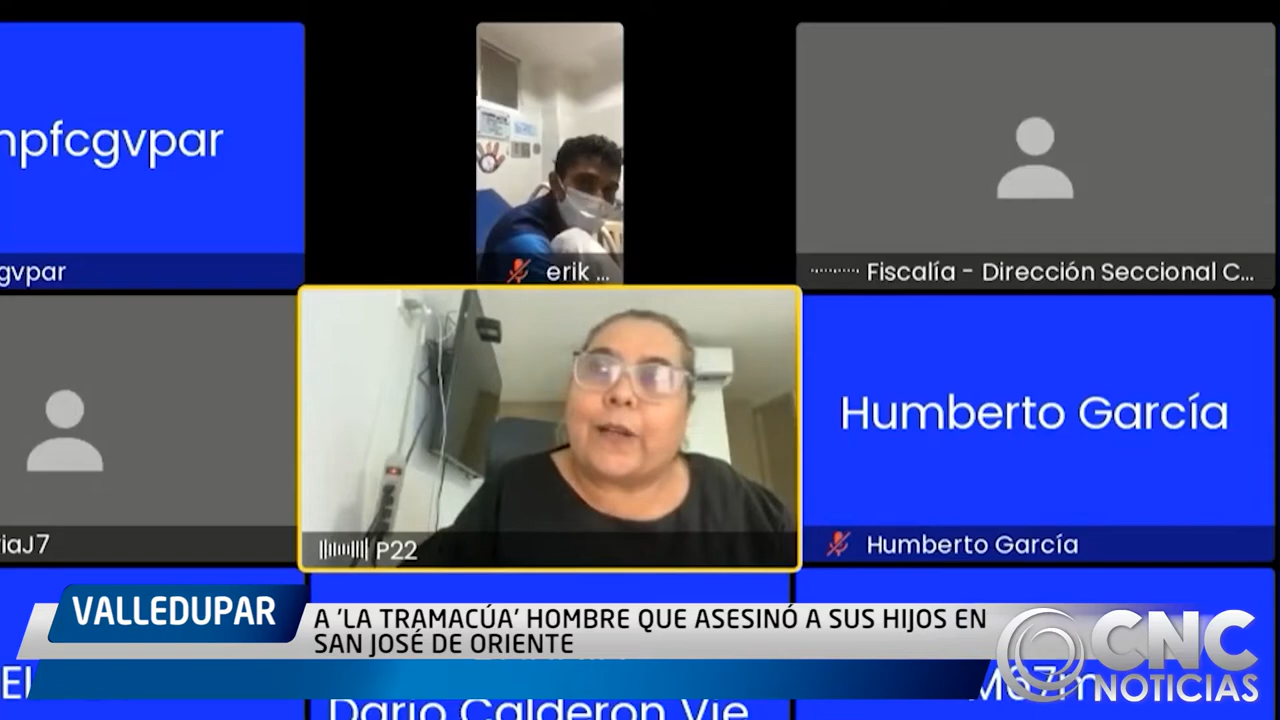 npfcgvpar
gvpar
erik ...
Fiscalía - Dirección Seccional C...
iaJ7
P22
Humberto García
Humberto García
VALLEDUPAR
A 'LA TRAMACÚA' HOMBRE QUE ASESINÓ A SUS HIJOS EN
SAN JOSÉ DE ORIENTE
CNC
NOTICIAS
Dario Calderon Vie